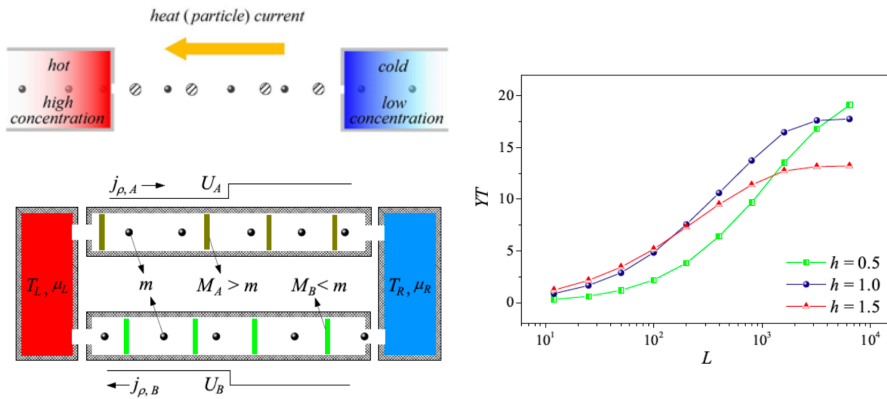 heat (particle) current
hot
high
concentration
cold
low
concentration
j_{ρ, A} U_A
T_L, μ_L
m M_A > m M_B < m
T_R, μ_R
j_{ρ, B} U_B
20
15
10
5
0
YT
10^1 10^2 10^3 10^4
L
h = 0.5
h = 1.0
h = 1.5